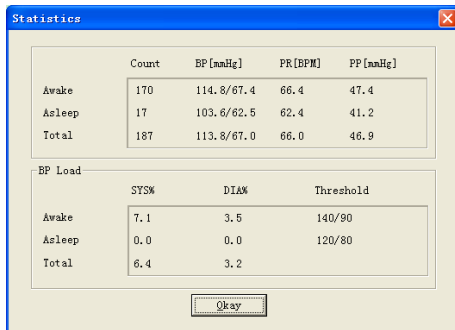 Statistics
Count BP[mmHg] PR[BPM] PP[mmHg]
Awake 170 114.8/67.4 66.4 47.4
Asleep 17 103.6/62.5 62.4 41.2
Total 187 113.8/67.0 66.0 46.9
BP Load
SYS% DIA% Threshold
Awake 7.1 3.5 140/90
Asleep 0.0 0.0 120/80
Total 6.4 3.2
Okay